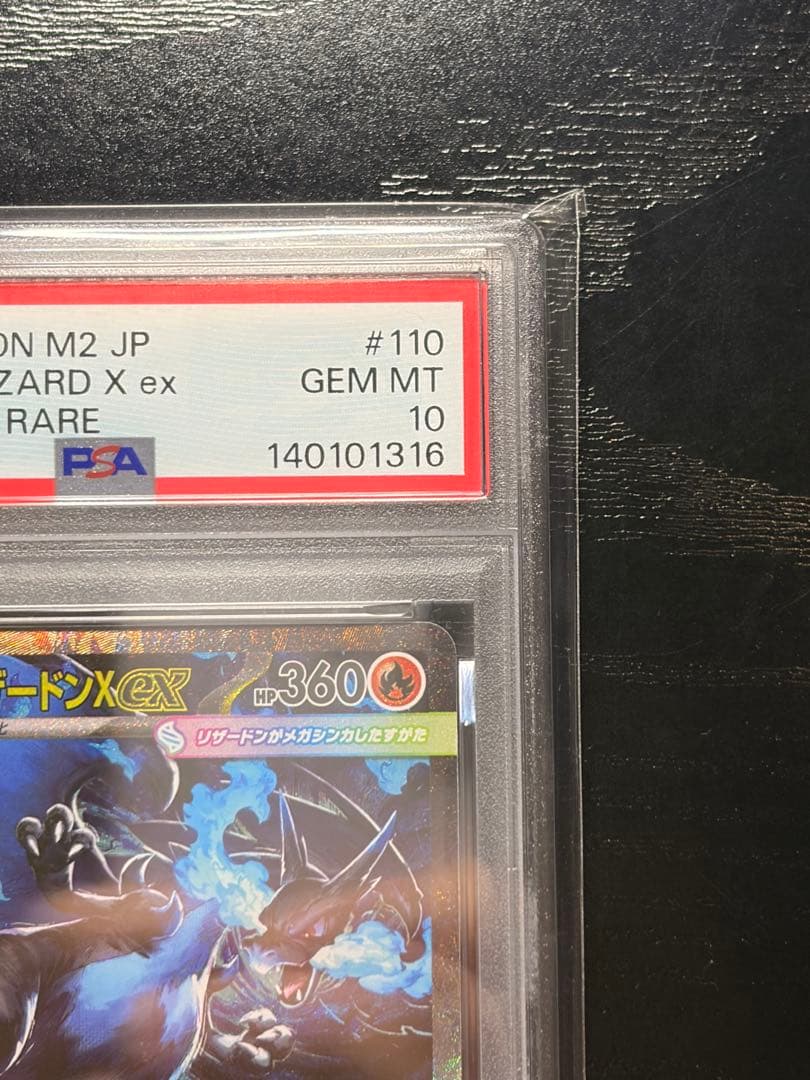 ON M2 JP #110
ZARD X ex GEM MT
RARE 10
PSA 140101316
ードンXex HP360
と リザードンがメガシンカしたすがた